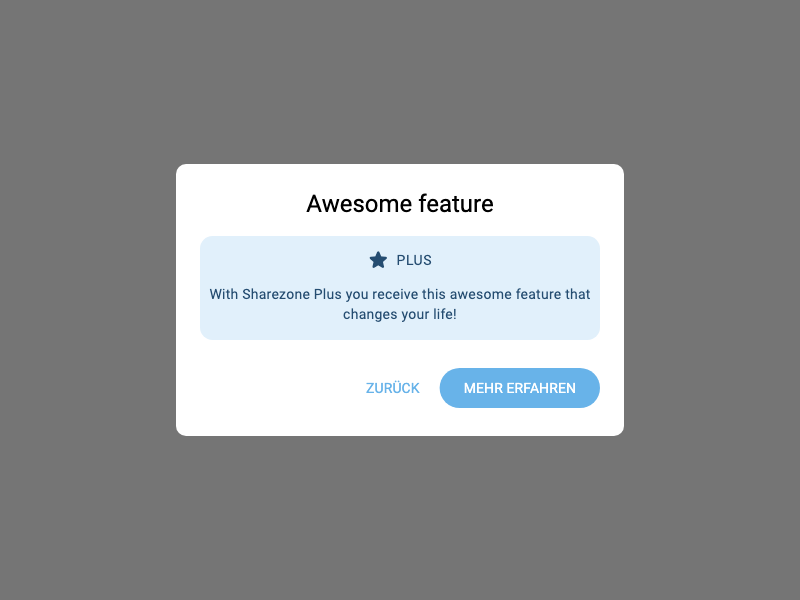 Awesome feature
PLUS
With Sharezone Plus you receive this awesome feature that
changes your life!
ZURÜCK
MEHR ERFAHREN